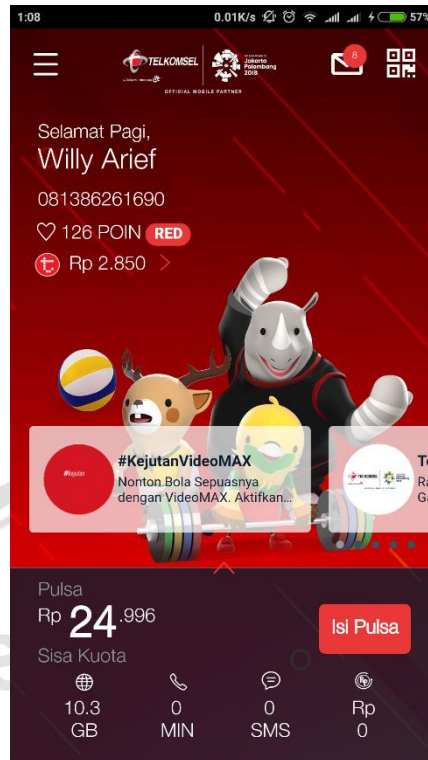 1:08 0.01K/s 57%
TELKOMSEL
Jakarta
Palembang
2018
OFFICIAL MOBILE PARTNER
8
Selamat Pagi,
Willy Arief
081386261690
126 POIN RED
Rp 2.850 >
#KejutanVideoMAX
Nonton Bola Sepuasnya
dengan VideoMAX. Aktifkan...
#kejutan
TELKOMSEL
Pulsa
Rp 24.996
Isi Pulsa
Sisa Kuota
10.3 0 0 Rp
GB MIN SMS 0